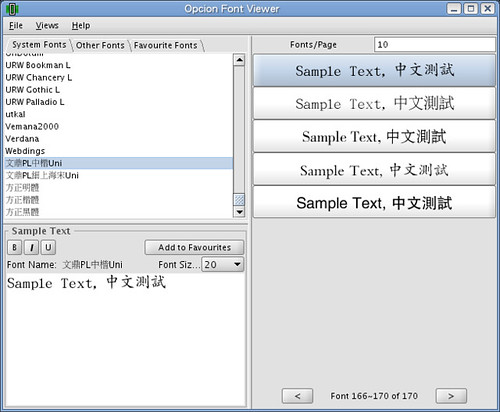 Opcion Font Viewer
File Views Help
System Fonts Other Fonts Favourite Fonts
URW Bookman L
URW Chancery L
URW Gothic L
URW Palladio L
utkal
Vemana2000
Verdana
Webdings
文鼎PL中楷Uni
文鼎PL細上海宋Uni
方正明體
方正楷體
方正黑體
Sample Text
B I U Add to Favourites
Font Name: 文鼎PL中楷Uni Font Siz... 20
Sample Text, 中文測試
Fonts/Page 10
Sample Text, 中文測試
Sample Text, 中文測試
Sample Text, 中文測試
Sample Text, 中文測試
Sample Text, 中文測試
< Font 166~170 of 170 >